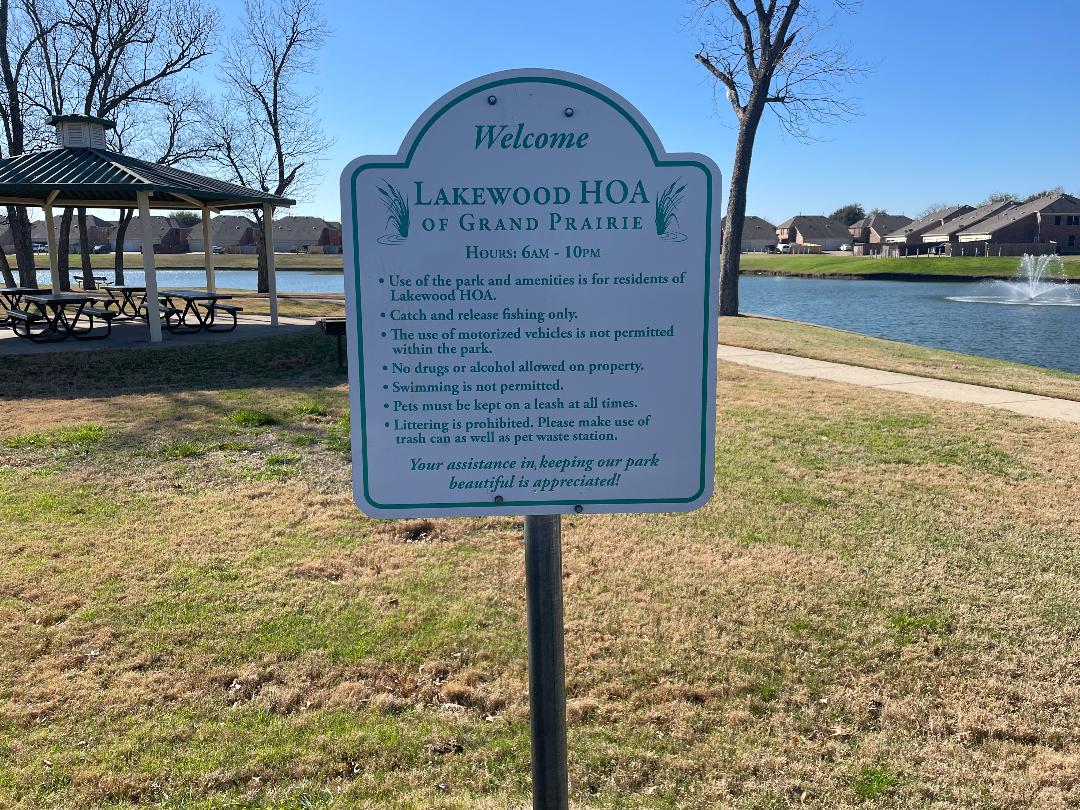 Welcome
LAKEWOOD HOA
OF GRAND PRAIRIE
HOURS: 6AM - 10PM
• Use of the park and amenities is for residents of
Lakewood HOA.
• Catch and release fishing only.
• The use of motorized vehicles is not permitted
within the park.
• No drugs or alcohol allowed on property.
• Swimming is not permitted.
• Pets must be kept on a leash at all times.
• Littering is prohibited. Please make use of
trash can as well as pet waste station.
Your assistance in keeping our park
beautiful is appreciated!